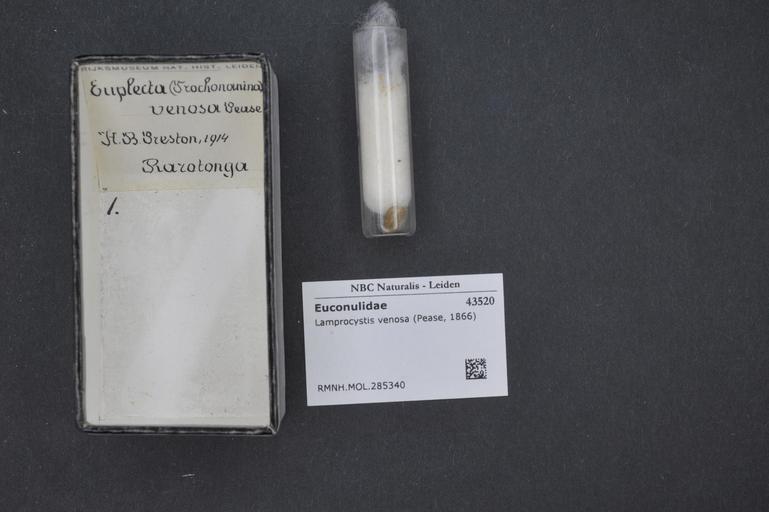 RIJKSMUSEUM NAT. HIST. LEIDEN
Euplecta (Trochonanina)
venosa Pease
H. B. Preston, 1914
Rarotonga
1.
NBC Naturalis - Leiden
Euconulidae 43520
Lamprocystis venosa (Pease, 1866)
RMNH.MOL.285340